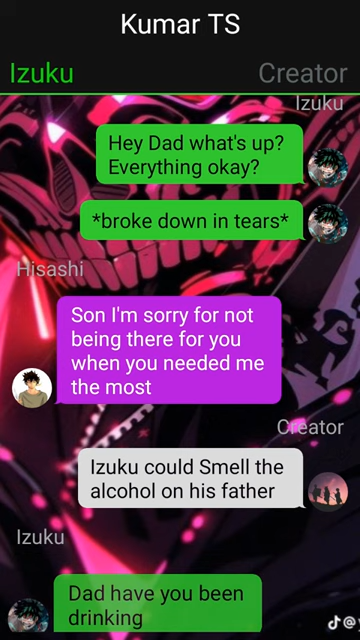 Kumar TS
Izuku
Creator
Izuku
Hey Dad what's up?
Everything okay?
*broke down in tears*
Hisashi
Son I'm sorry for not
being there for you
when you needed me
the most
Creator
Izuku could Smell the
alcohol on his father
Izuku
Dad have you been
drinking
@